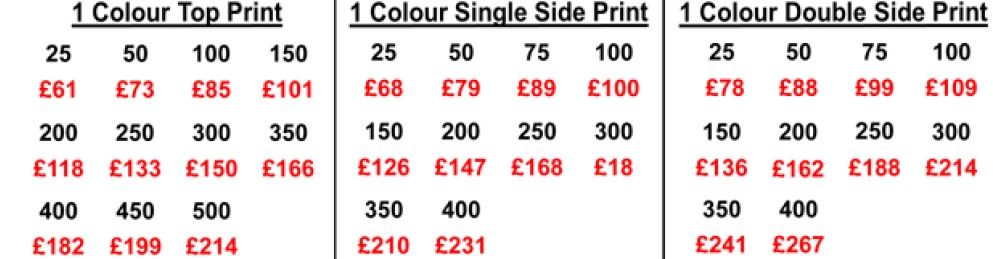 1 Colour Top Print
25 50 100 150
£61 £73 £85 £101
200 250 300 350
£118 £133 £150 £166
400 450 500
£182 £199 £214
1 Colour Single Side Print
25 50 75 100
£68 £79 £89 £100
150 200 250 300
£126 £147 £168 £18
350 400
£210 £231
1 Colour Double Side Print
25 50 75 100
£78 £88 £99 £109
150 200 250 300
£136 £162 £188 £214
350 400
£241 £267